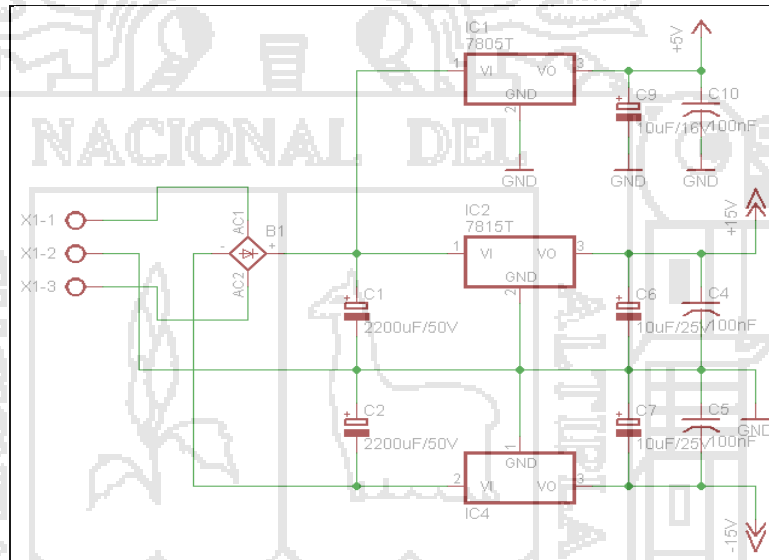 IC1
7805T
+5V
1 VI VO 3
GND
2
C9
10uF/16V
C10
100nF
GND GND GND
NACIONAL DEL
X1-1
X1-2
X1-3
AC1
B1
- +
AC2
IC2
7815T
+15V
1 VI VO 3
GND
2
C1
2200uF/50V
C6
10uF/25V
C4
100nF
C2
2200uF/50V
C7
10uF/25V
C5
100nF
GND
1
GND
2 VI VO 3
IC4
-15V